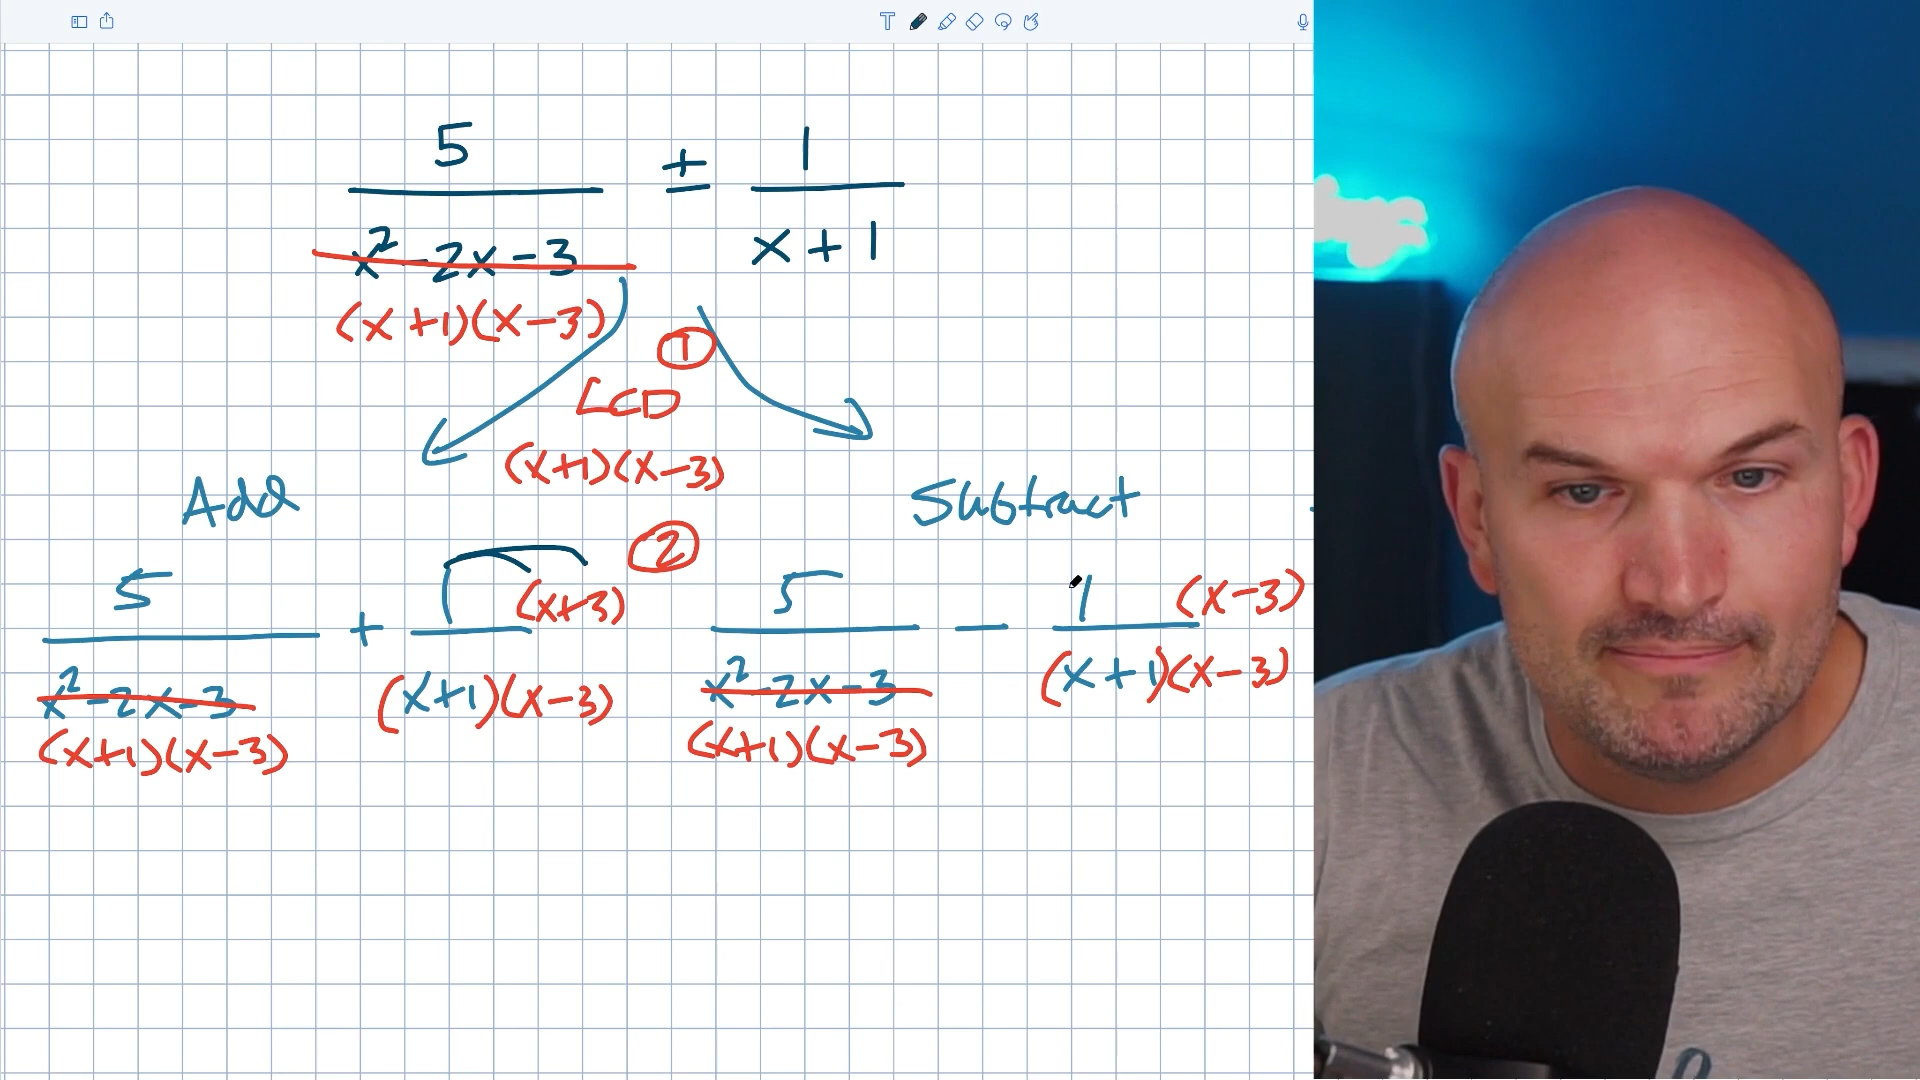 5 ± 1
x² - 2x - 3 x + 1
(x+1)(x-3)
①
LCD
(x+1)(x-3)
Add
Subtract
②
5 + 1(x-3)
x² - 2x - 3 (x+1)(x-3)
(x+1)(x-3)
5 - 1(x-3)
x² - 2x - 3 (x+1)(x-3)
(x+1)(x-3)